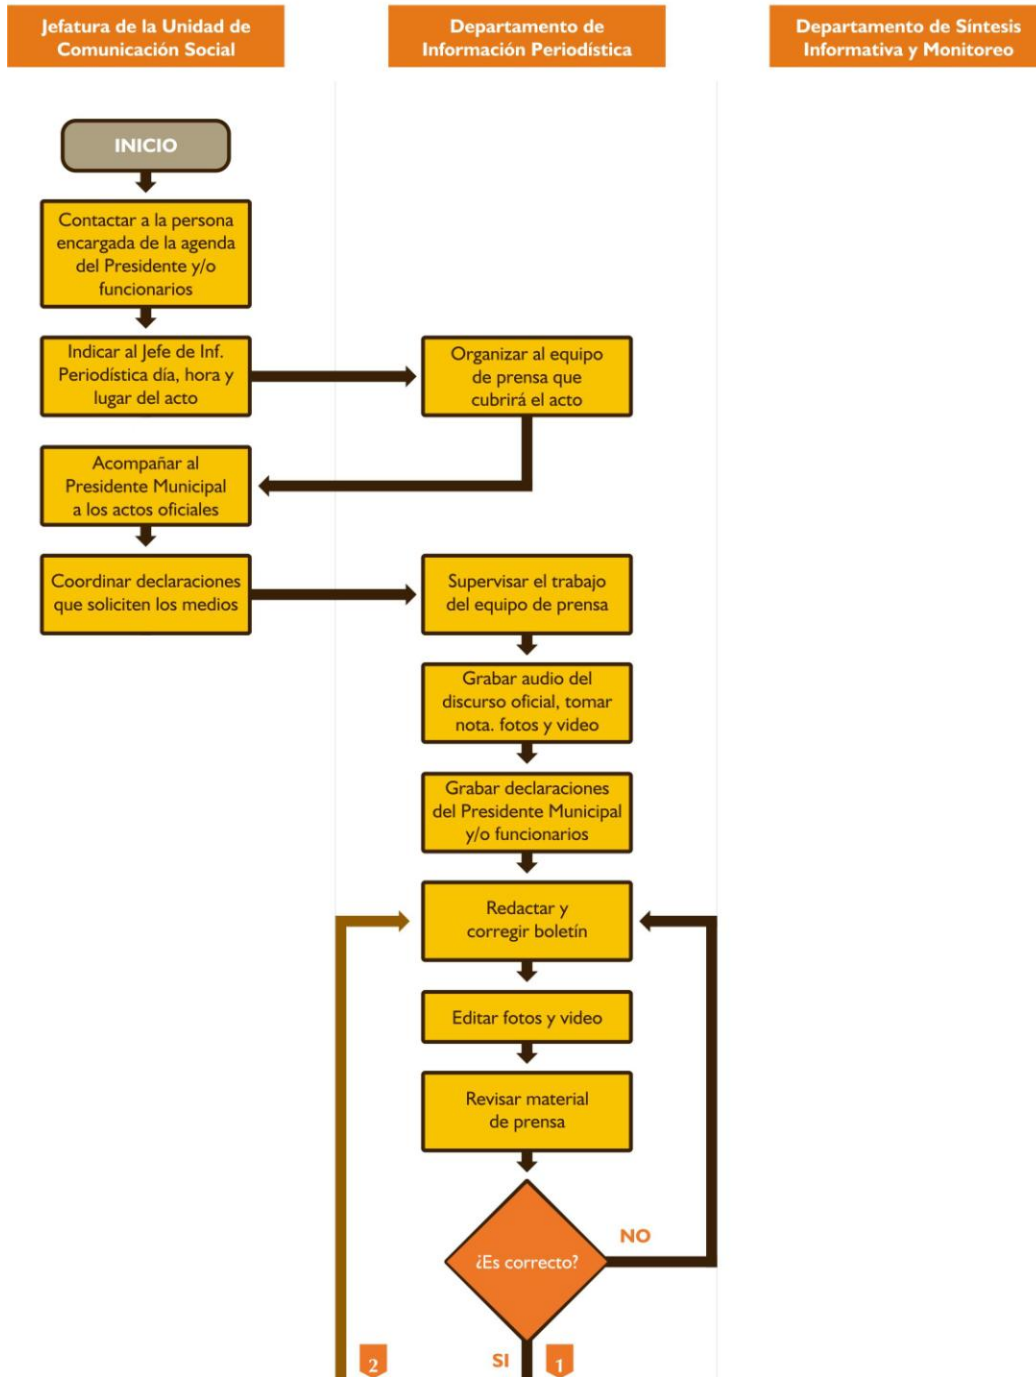 Jefatura de la Unidad de
Comunicación Social
Departamento de
Información Periodística
Departamento de Síntesis
Informativa y Monitoreo
INICIO
Contactar a la persona
encargada de la agenda
del Presidente y/o
funcionarios
Indicar al Jefe de Inf.
Periodística día, hora y
lugar del acto
Organizar al equipo
de prensa que
cubrirá el acto
Acompañar al
Presidente Municipal
a los actos oficiales
Coordinar declaraciones
que soliciten los medios
Supervisar el trabajo
del equipo de prensa
Grabar audio del
discurso oficial, tomar
nota. fotos y video
Grabar declaraciones
del Presidente Municipal
y/o funcionarios
Redactar y
corregir boletín
Editar fotos y video
Revisar material
de prensa
¿Es correcto?
NO
SI
1
2